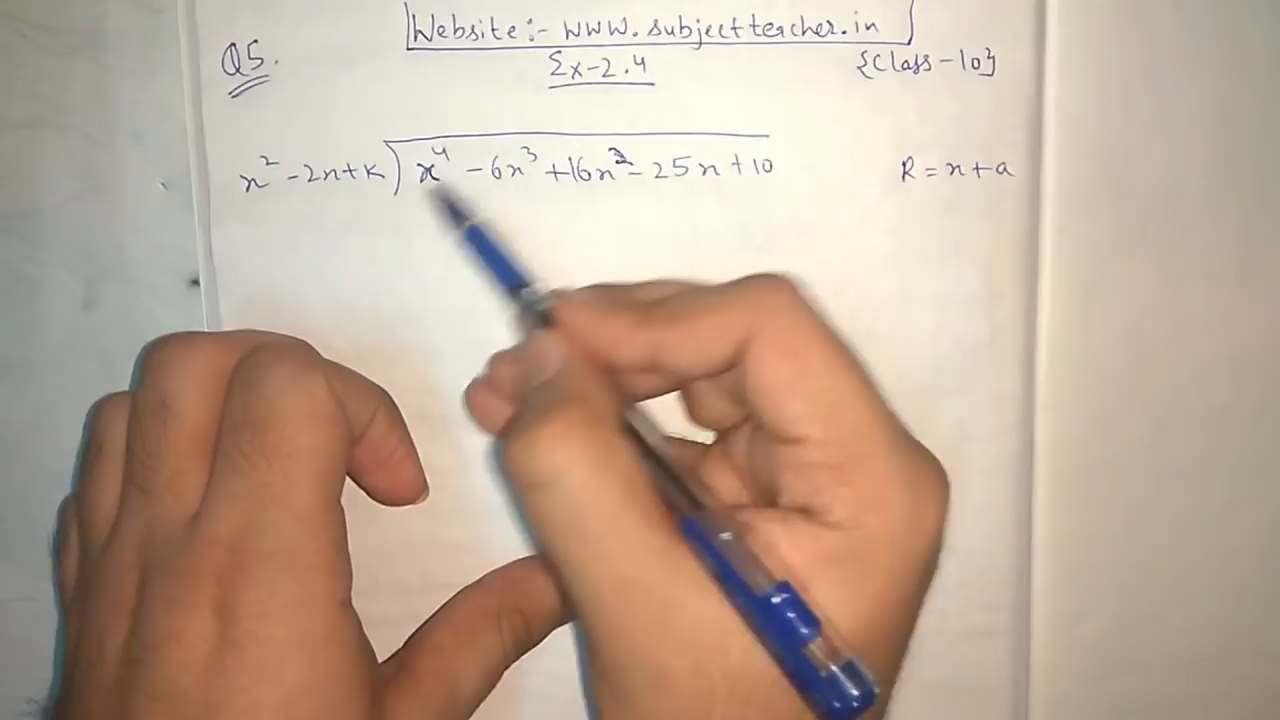 Website:- www.subjectteacher.in
Q5.
Ex-2.4
{Class-10}
x² - 2x + k ) x⁴ - 6x³ + 16x² - 25x + 10
R = x + a